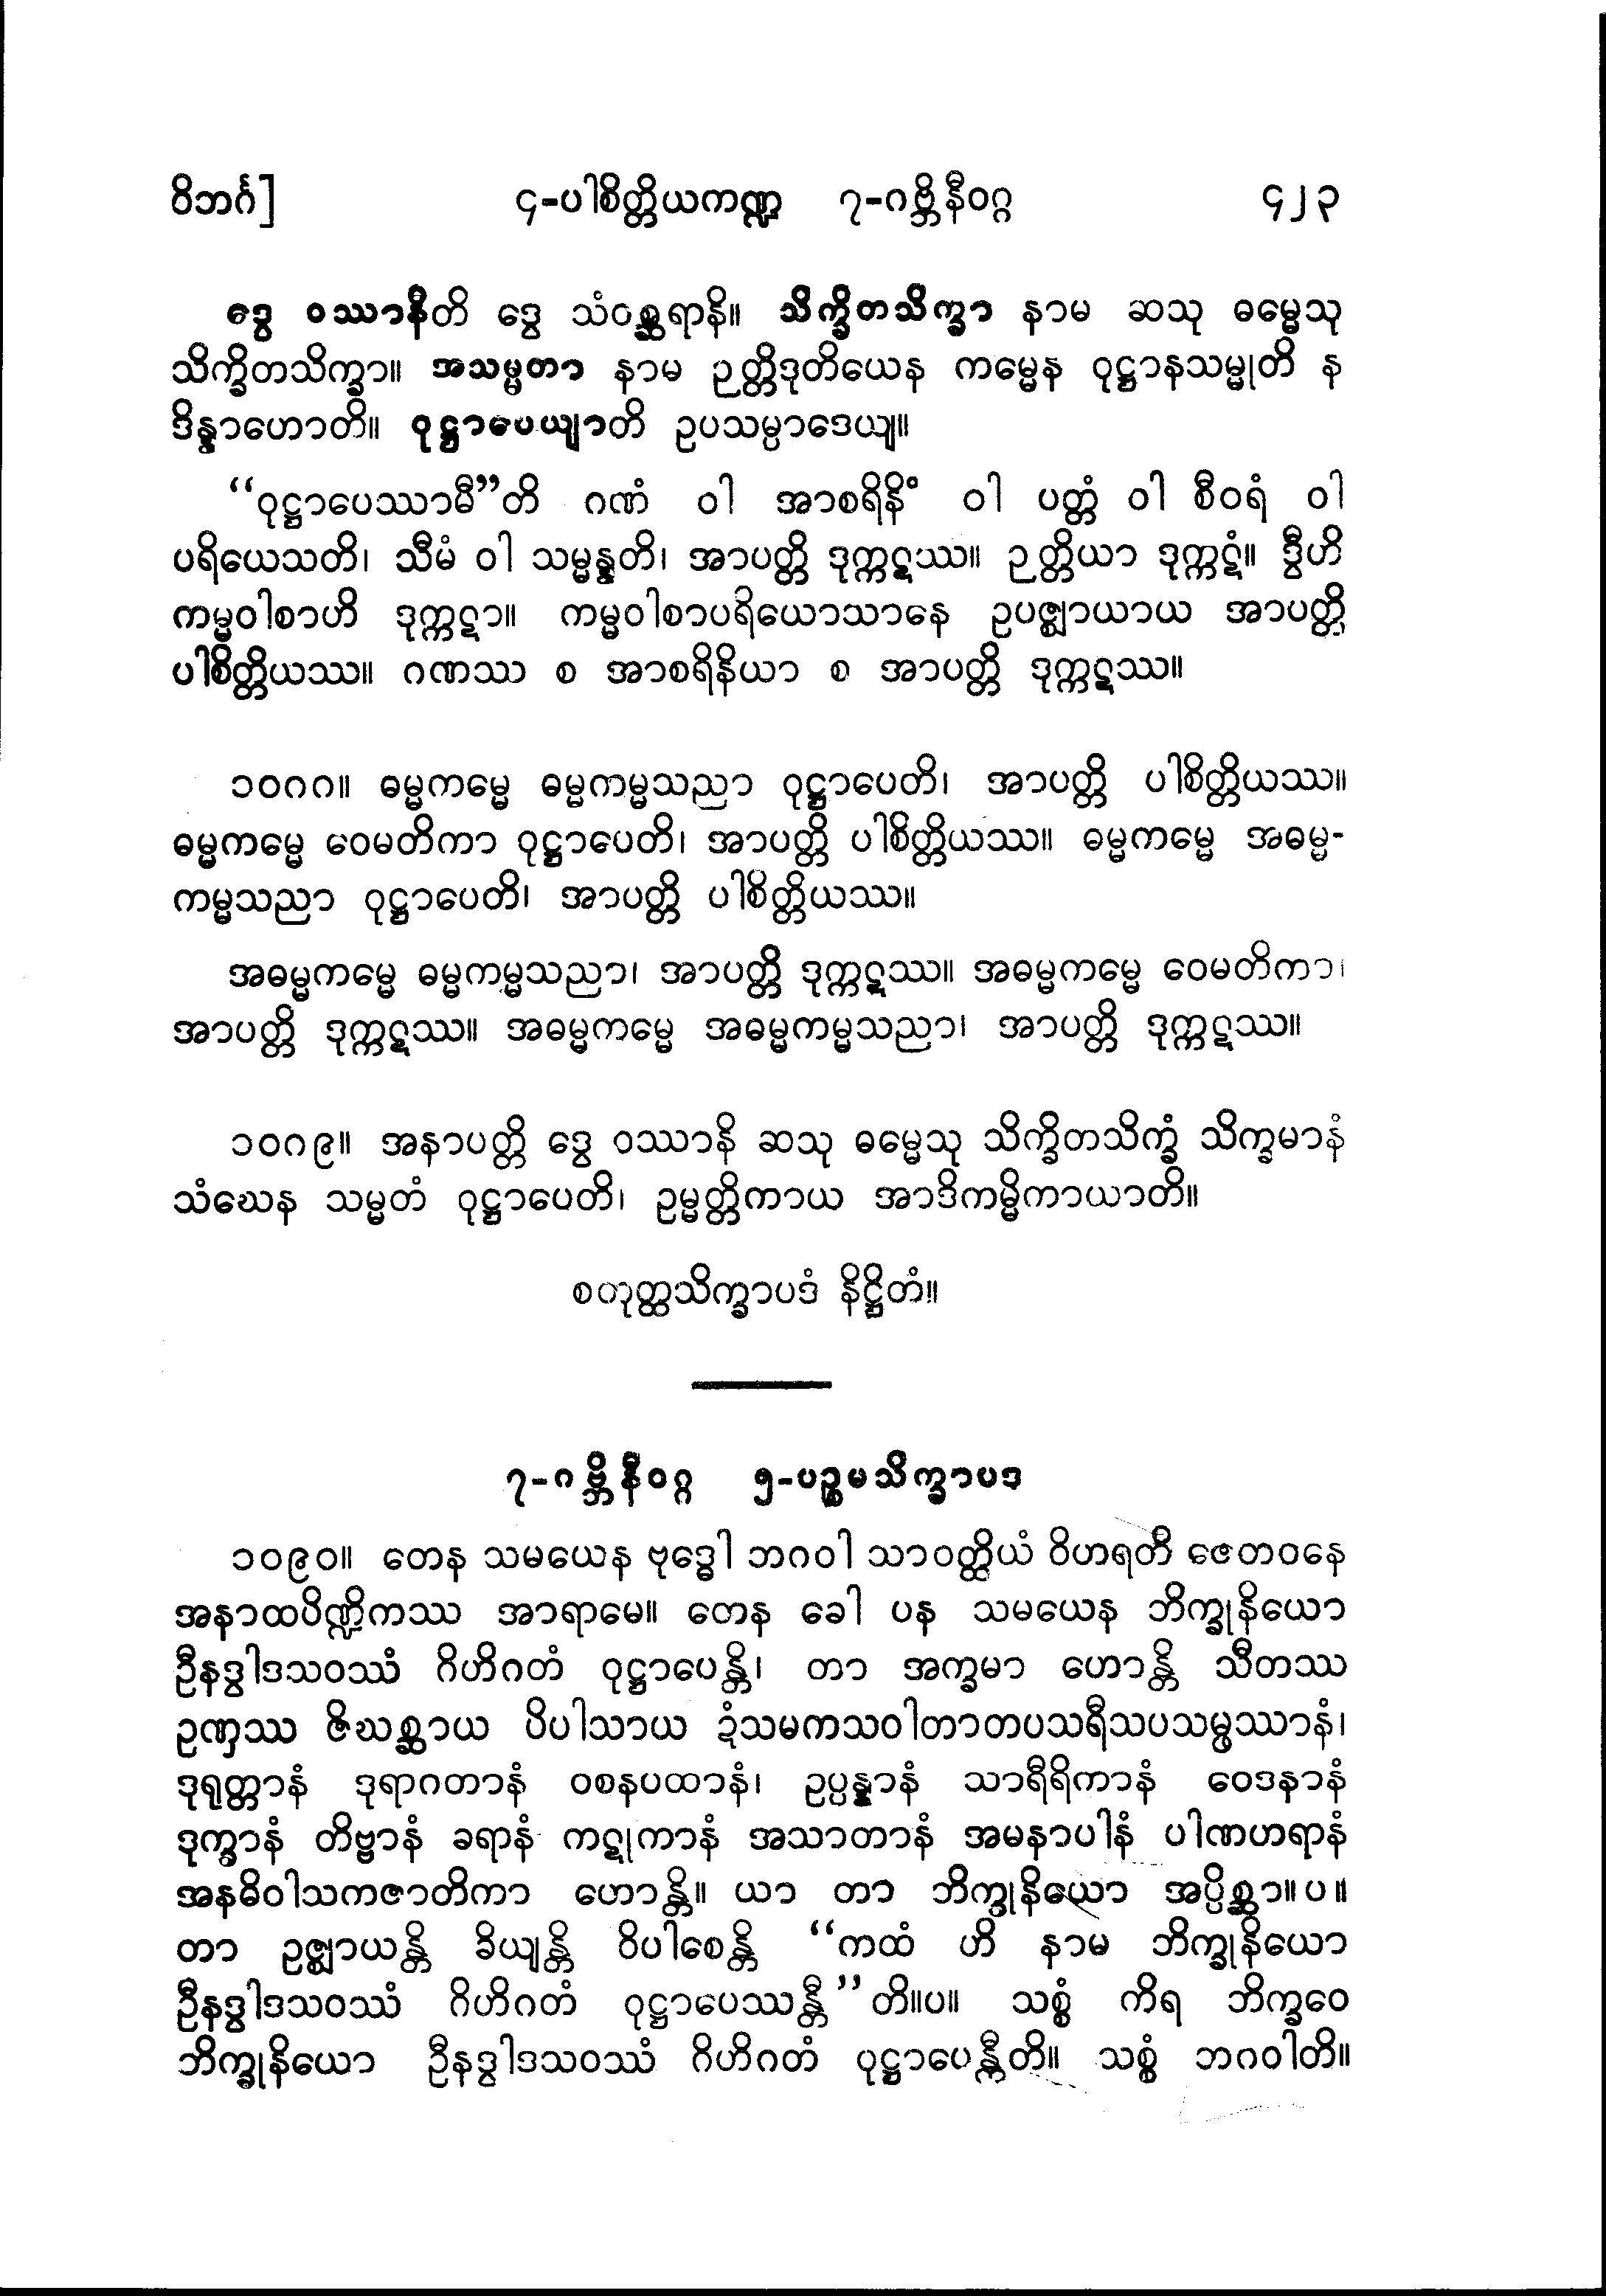 ဝိဘင်္ဂ] ၄-ပါစိတ္တိယကဏ္ဍ ၇-ဂဗ္ဘိနီဝဂ္ဂ ၄၂၃
ဒွေ ဝဿာနီတိ ဒွေ သံဝစ္ဆရာနိ။ သိက္ခိတသိက္ခာ နာမ ဆသု ဓမ္မေသု
သိက္ခိတသိက္ခာ။ အသမ္မတာ နာမ ဉတ္တိဒုတိယေန ကမ္မေန ဝုဋ္ဌာနသမ္မုတိ န
ဒိန္နာဟောတိ။ ဝုဋ္ဌာပေယျာတိ ဥပသမ္ပာဒေယျ။
“ဝုဋ္ဌာပေဿာမီ”တိ ဂဏံ ဝါ အာစရိနိံ ဝါ ပတ္တံ ဝါ စီဝရံ ဝါ
ပရိယေသတိ၊ သီမံ ဝါ သမ္မန္နတိ၊ အာပတ္တိ ဒုက္ကဋဿ။ ဉတ္တိယာ ဒုက္ကဋံ။ ဒွီဟိ
ကမ္မဝါစာဟိ ဒုက္ကဋာ။ ကမ္မဝါစာပရိယောသာနေ ဥပဇ္ဈာယာယ အာပတ္တိ
ပါစိတ္တိယဿ။ ဂဏဿ စ အာစရိနိယာ စ အာပတ္တိ ဒုက္ကဋဿ။
၁၀ဂဂ။ ဓမ္မကမ္မေ ဓမ္မကမ္မသညာ ဝုဋ္ဌာပေတိ၊ အာပတ္တိ ပါစိတ္တိယဿ။
ဓမ္မကမ္မေ ဝေမတိကာ ဝုဋ္ဌာပေတိ၊ အာပတ္တိ ပါစိတ္တိယဿ။ ဓမ္မကမ္မေ အဓမ္မ-
ကမ္မသညာ ဝုဋ္ဌာပေတိ၊ အာပတ္တိ ပါစိတ္တိယဿ။
အဓမ္မကမ္မေ ဓမ္မကမ္မသညာ၊ အာပတ္တိ ဒုက္ကဋဿ။ အဓမ္မကမ္မေ ဝေမတိကာ၊
အာပတ္တိ ဒုက္ကဋဿ။ အဓမ္မကမ္မေ အဓမ္မကမ္မသညာ၊ အာပတ္တိ ဒုက္ကဋဿ။
၁၀ဂ၉။ အနာပတ္တိ ဒွေ ဝဿာနိ ဆသု ဓမ္မေသု သိက္ခိတသိက္ခံ သိက္ခမာနံ
သံဃေန သမ္မတံ ဝုဋ္ဌာပေတိ၊ ဥမ္မတ္တိကာယ အာဒိကမ္မိကာယာတိ။
စတုတ္ထသိက္ခာပဒံ နိဋ္ဌိတံ။
၇-ဂဗ္ဘိနီဝဂ္ဂ ၅-ပဉ္စမသိက္ခာပဒ
၁၀၉၀။ တေန သမယေန ဗုဒ္ဓေါ ဘဂဝါ သာဝတ္ထိယံ ဝိဟရတိ ဇေတဝနေ
အနာထပိဏ္ဍိကဿ အာရာမေ။ တေန ခေါ ပန သမယေန ဘိက္ခုနိယော
ဦနဒွါဒသဝဿံ ဂိဟိဂတံ ဝုဋ္ဌာပေန္တိ၊ တာ အက္ခမာ ဟောန္တိ သီတဿ
ဥဏှဿ ဇိဃစ္ဆာယ ပိပါသာယ ဍံသမကသဝါတာတပသရီသပသမ္ဖဿာနံ၊
ဒုရုတ္တာနံ ဒုရာဂတာနံ ဝစနပထာနံ၊ ဥပ္ပန္နာနံ သာရီရိကာနံ ဝေဒနာနံ
ဒုက္ခာနံ တိဗ္ဗာနံ ခရာနံ ကဋုကာနံ အသာတာနံ အမနာပါနံ ပါဏဟရာနံ
အနဓိဝါသကဇာတိကာ ဟောန္တိ။ ယာ တာ ဘိက္ခုနိယော အပ္ပိစ္ဆာ။ပ။
တာ ဥဇ္ဈာယန္တိ ခိယျန္တိ ဝိပါစေန္တိ “ကထံ ဟိ နာမ ဘိက္ခုနိယော
ဦနဒွါဒသဝဿံ ဂိဟိဂတံ ဝုဋ္ဌာပေဿန္တီ”တိ။ပ။ သစ္စံ ကိရ ဘိက္ခဝေ
ဘိက္ခုနိယော ဦနဒွါဒသဝဿံ ဂိဟိဂတံ ဝုဋ္ဌာပေန္တီတိ။ သစ္စံ ဘဂဝါတိ။